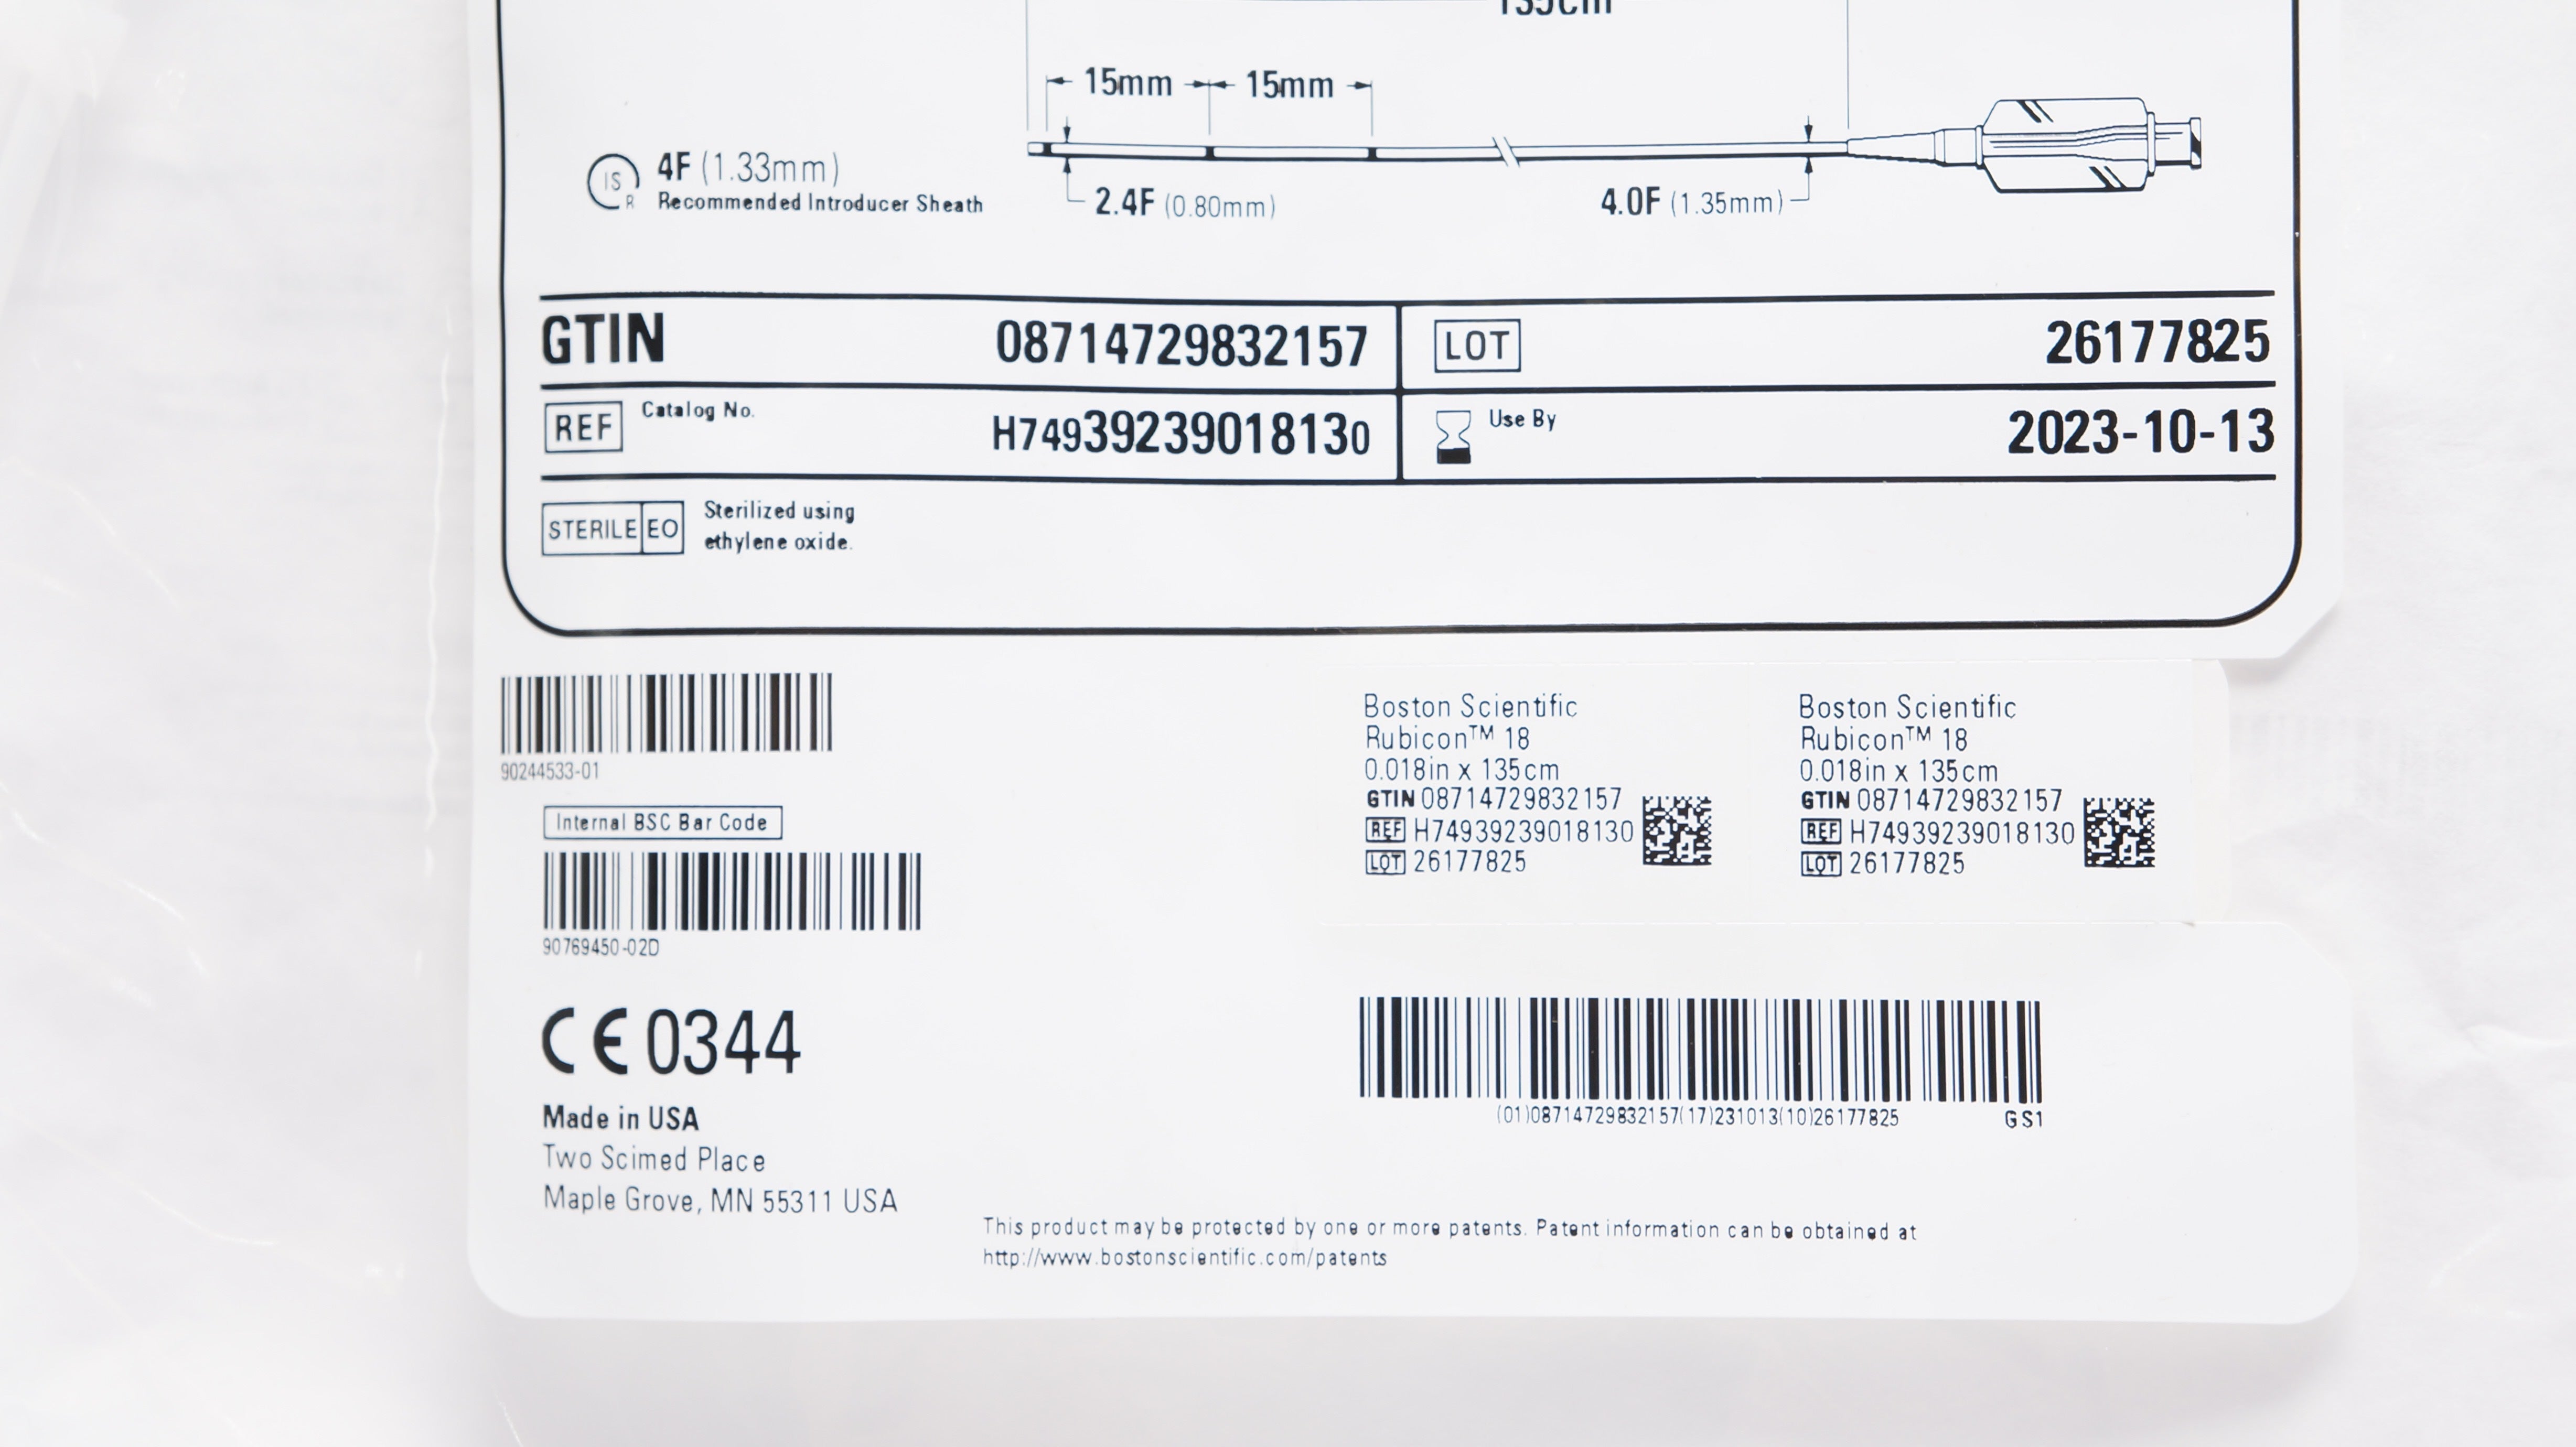 135cm
15mm 15mm
IS R 4F (1.33mm)
Recommended Introducer Sheath
2.4F (0.80mm) 4.0F (1.35mm)
GTIN 08714729832157 LOT 26177825
REF Catalog No. H74939239018130 Use By 2023-10-13
STERILE EO Sterilized using
ethylene oxide.
90244533-01
Internal BSC Bar Code
90769450-02D
CE 0344
Made in USA
Two Scimed Place
Maple Grove, MN 55311 USA
Boston Scientific
Rubicon™ 18
0.018in x 135cm
GTIN 08714729832157
REF H74939239018130
LOT 26177825
Boston Scientific
Rubicon™ 18
0.018in x 135cm
GTIN 08714729832157
REF H74939239018130
LOT 26177825
(01)08714729832157(17)231013(10)26177825 GS1
This product may be protected by one or more patents. Patent information can be obtained at
http://www.bostonscientific.com/patents